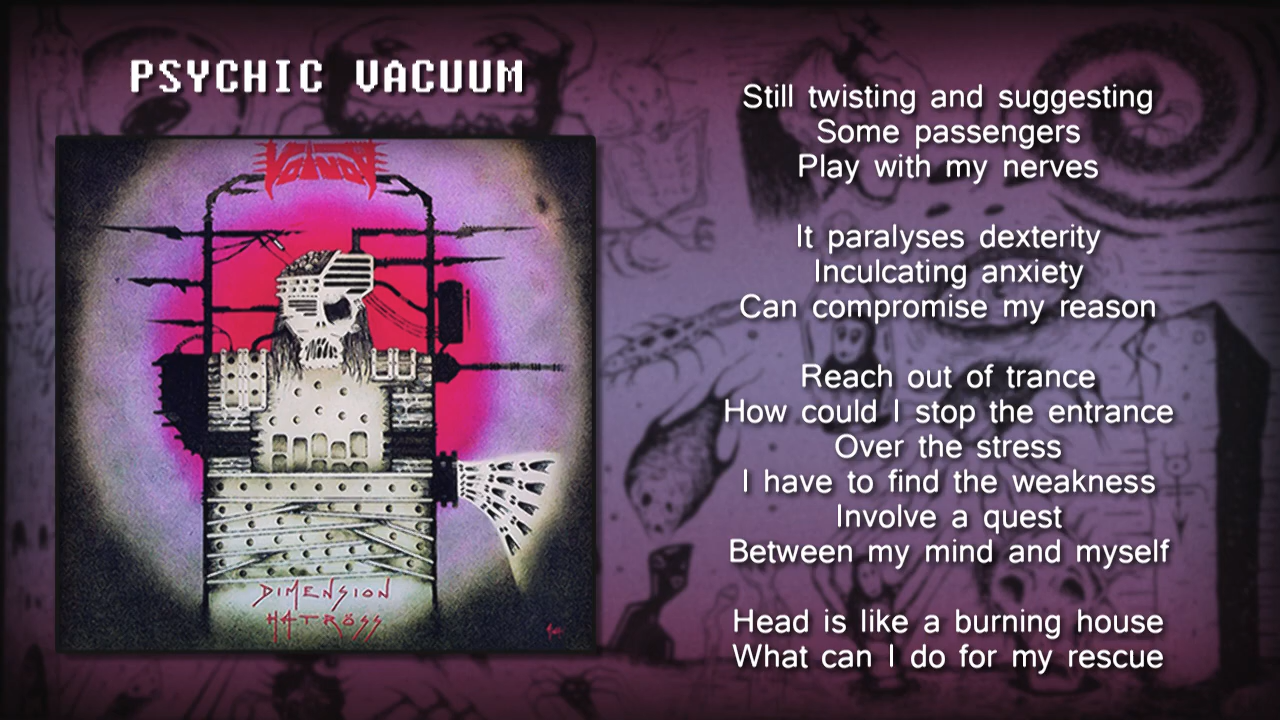 PSYCHIC VACUUM
VOIVOD
DIMENSION
HATRÖSS
Still twisting and suggesting
Some passengers
Play with my nerves
It paralyses dexterity
Inculcating anxiety
Can compromise my reason
Reach out of trance
How could I stop the entrance
Over the stress
I have to find the weakness
Involve a quest
Between my mind and myself
Head is like a burning house
What can I do for my rescue